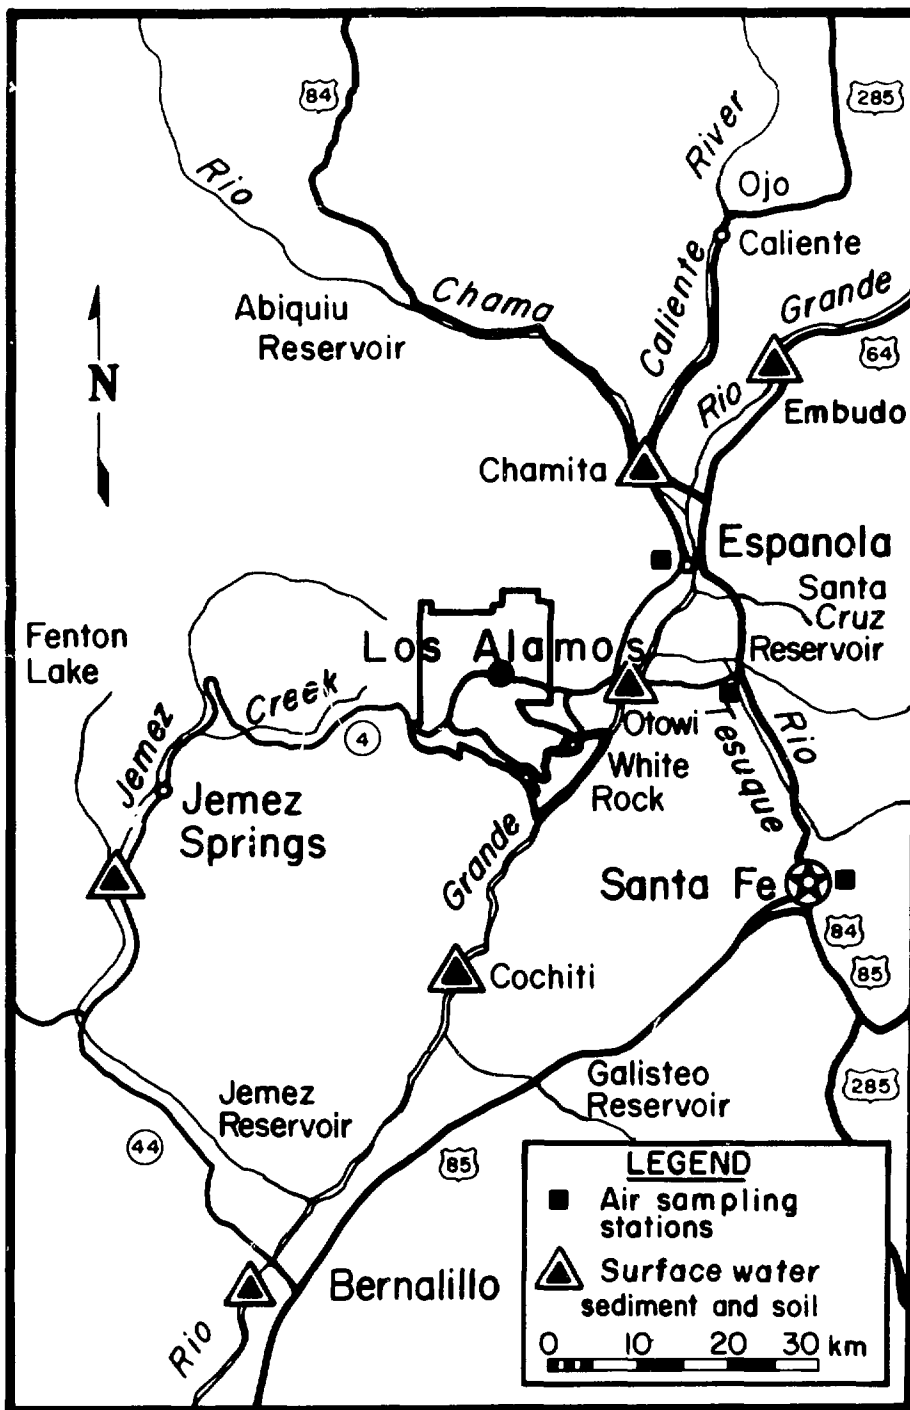 84
285
Rio
River
Ojo
Caliente
Caliente
Grande
Chama
Abiquiu
Reservoir
64
N
Rio
Embudo
Chamita
Espanola
Santa
Cruz
Reservoir
Fenton
Lake
Los Alamos
Creek
Jemez
4
Otowi
White
Rock
Tesuque
Rio
Jemez
Springs
Grande
Santa Fe
84
85
Cochiti
Galisteo
Reservoir
285
Jemez
Reservoir
44
85
Bernalillo
Rio
LEGEND
Air sampling
stations
Surface water
sediment and soil
0 10 20 30 km